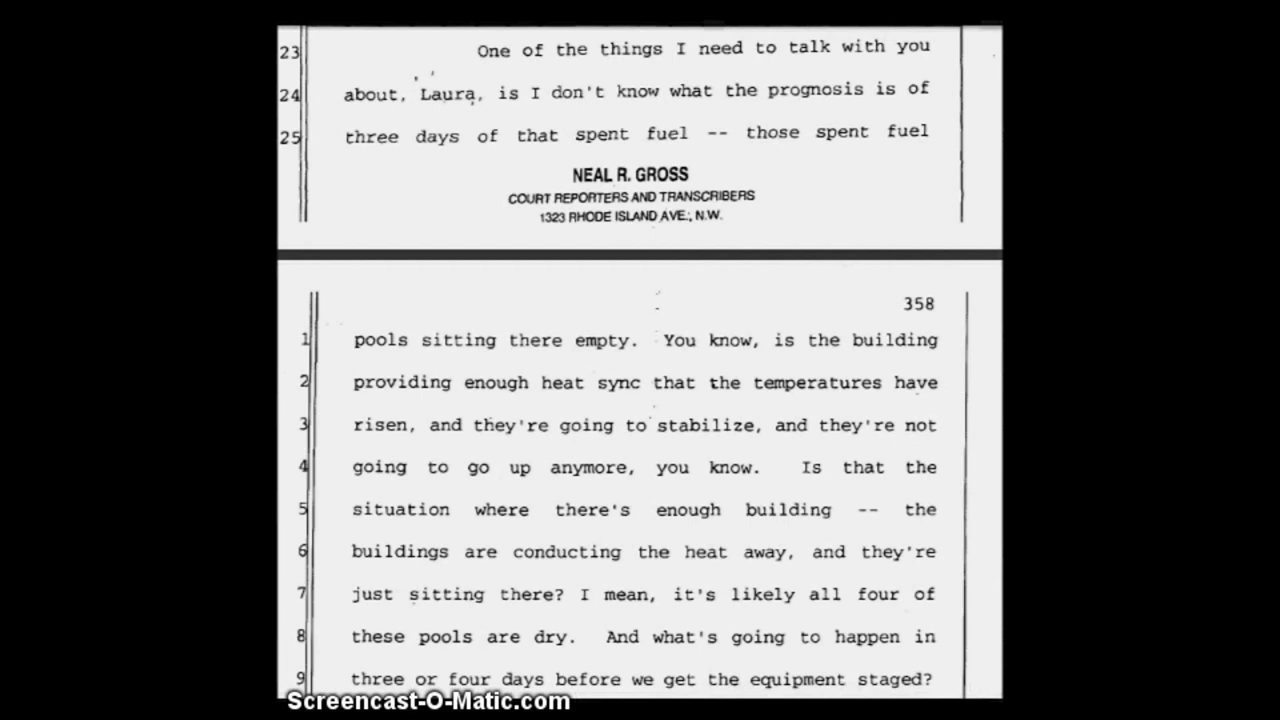 23 One of the things I need to talk with you
24 about, Laura, is I don't know what the prognosis is of
25 three days of that spent fuel -- those spent fuel
NEAL R. GROSS
COURT REPORTERS AND TRANSCRIBERS
1323 RHODE ISLAND AVE., N.W.
358
1 pools sitting there empty. You know, is the building
2 providing enough heat sync that the temperatures have
3 risen, and they're going to stabilize, and they're not
4 going to go up anymore, you know. Is that the
5 situation where there's enough building -- the
6 buildings are conducting the heat away, and they're
7 just sitting there? I mean, it's likely all four of
8 these pools are dry. And what's going to happen in
9 three or four days before we get the equipment staged?
Screencast-O-Matic.com